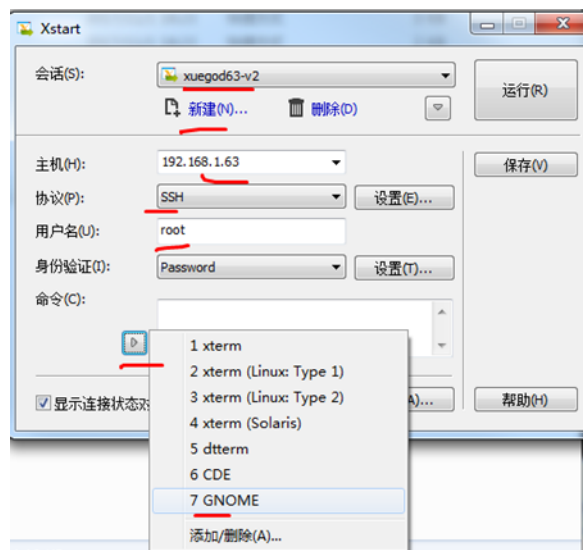 Xstart
会话(S):
xuegod63-v2
运行(R)
新建(N)...
删除(D)
主机(H):
192.168.1.63
保存(V)
协议(P):
SSH
设置(E)...
用户名(U):
root
身份验证(I):
Password
设置(T)...
命令(C):
1 xterm
2 xterm (Linux: Type 1)
3 xterm (Linux: Type 2)
4 xterm (Solaris)
5 dtterm
6 CDE
7 GNOME
添加/删除(A)...
显示连接状态对
A)...
帮助(H)